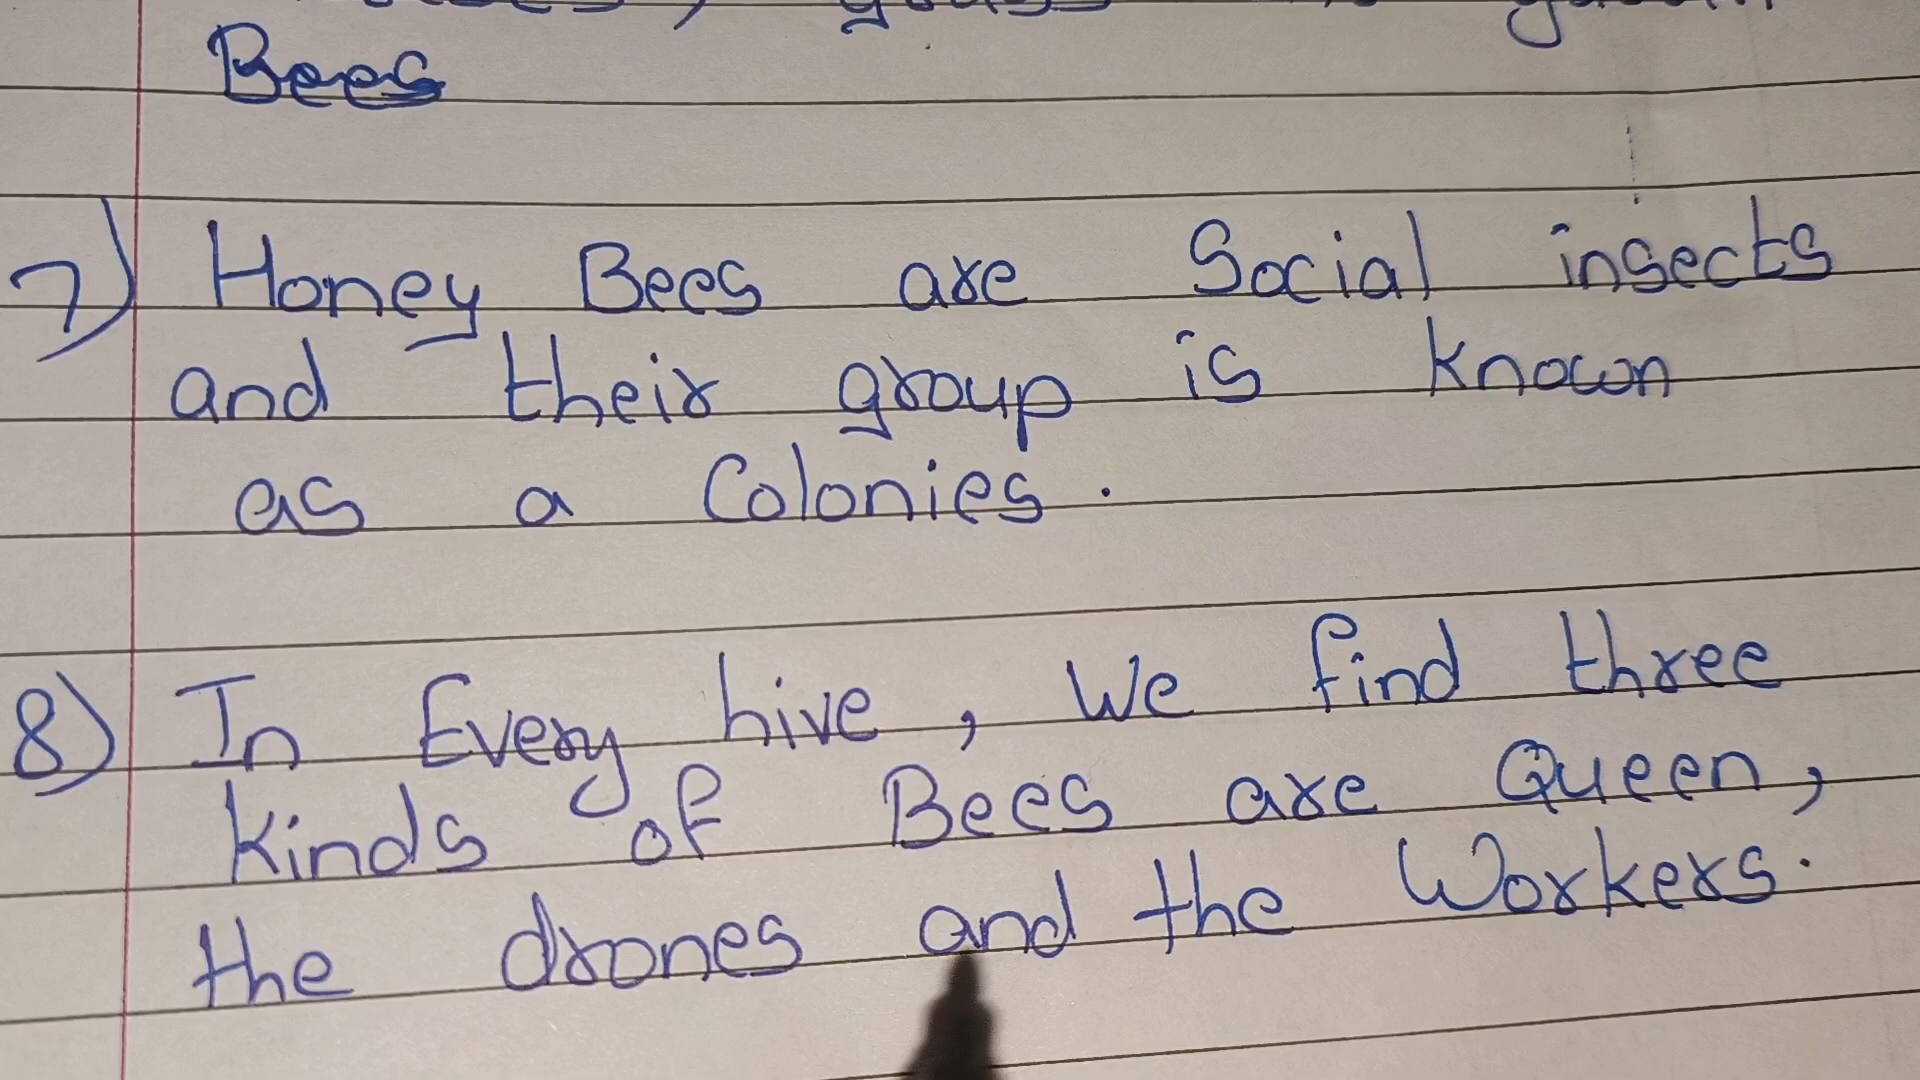 Bees
7) Honey Bees are Social insects
and their group is known
as a Colonies.
8) In Every hive, We find three
kinds of Bees are Queen,
the drones and the Workers.